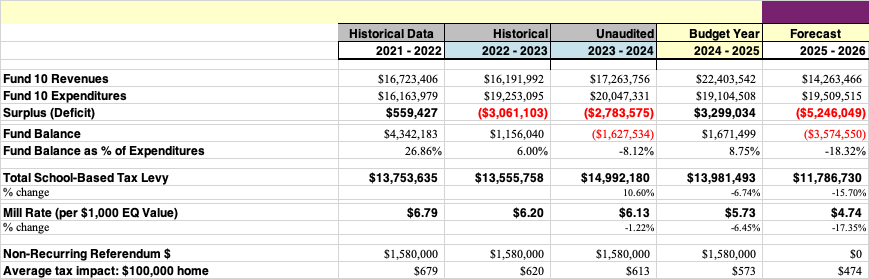 Historical Data Historical Unaudited Budget Year Forecast
2021 - 2022 2022 - 2023 2023 - 2024 2024 - 2025 2025 - 2026
Fund 10 Revenues $16,723,406 $16,191,992 $17,263,756 $22,403,542 $14,263,466
Fund 10 Expenditures $16,163,979 $19,253,095 $20,047,331 $19,104,508 $19,509,515
Surplus (Deficit) $559,427 ($3,061,103) ($2,783,575) $3,299,034 ($5,246,049)
Fund Balance $4,342,183 $1,156,040 ($1,627,534) $1,671,499 ($3,574,550)
Fund Balance as % of Expenditures 26.86% 6.00% -8.12% 8.75% -18.32%
Total School-Based Tax Levy $13,753,635 $13,555,758 $14,992,180 $13,981,493 $11,786,730
% change 10.60% -6.74% -15.70%
Mill Rate (per $1,000 EQ Value) $6.79 $6.20 $6.13 $5.73 $4.74
% change -1.22% -6.45% -17.35%
Non-Recurring Referendum $ $1,580,000 $1,580,000 $1,580,000 $1,580,000 $0
Average tax impact: $100,000 home $679 $620 $613 $573 $474